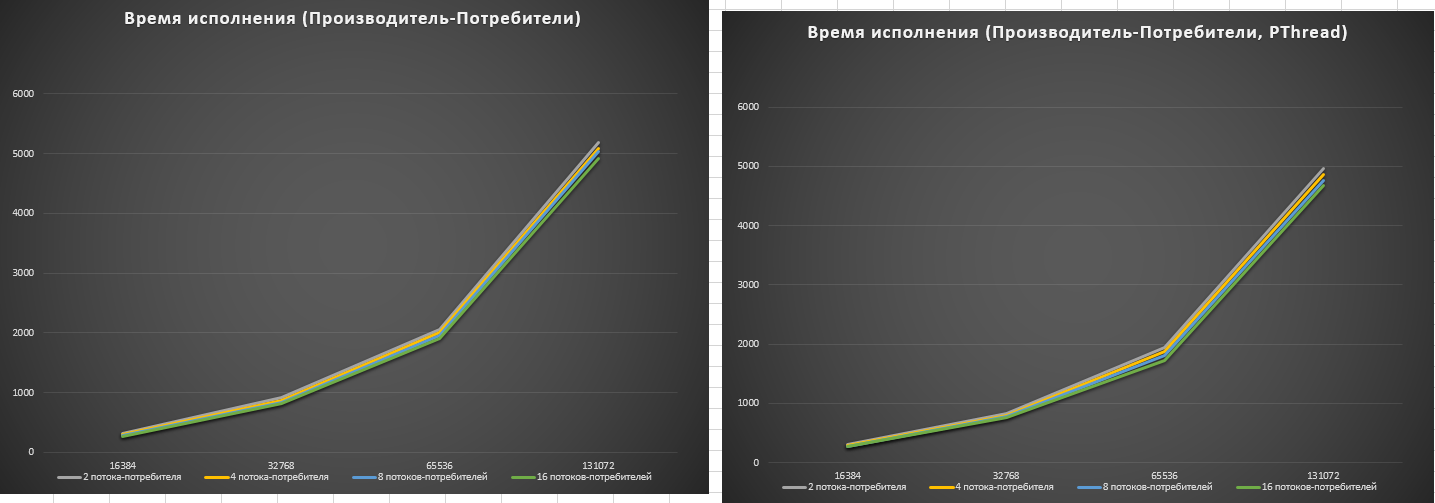 Время исполнения (Производитель-Потребители)
6000
5000
4000
3000
2000
1000
0
16384 32768 65536 131072
2 потока-потребителя 4 потока-потребителя 8 потоков-потребителей 16 потоков-потребителей
Время исполнения (Производитель-Потребители, PThread)
6000
5000
4000
3000
2000
1000
0
16384 32768 65536 131072
2 потока-потребителя 4 потока-потребителя 8 потоков-потребителей 16 потоков-потребителей